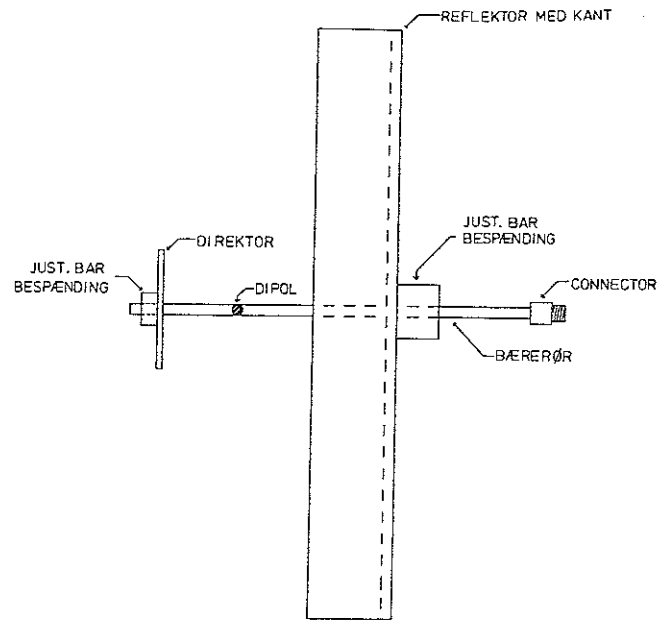 REFLEKTOR MED KANT
DIREKTOR
JUST. BAR
BESPÆNDING
DIPOL
JUST. BAR
BESPÆNDING
CONNECTOR
BÆRERØR